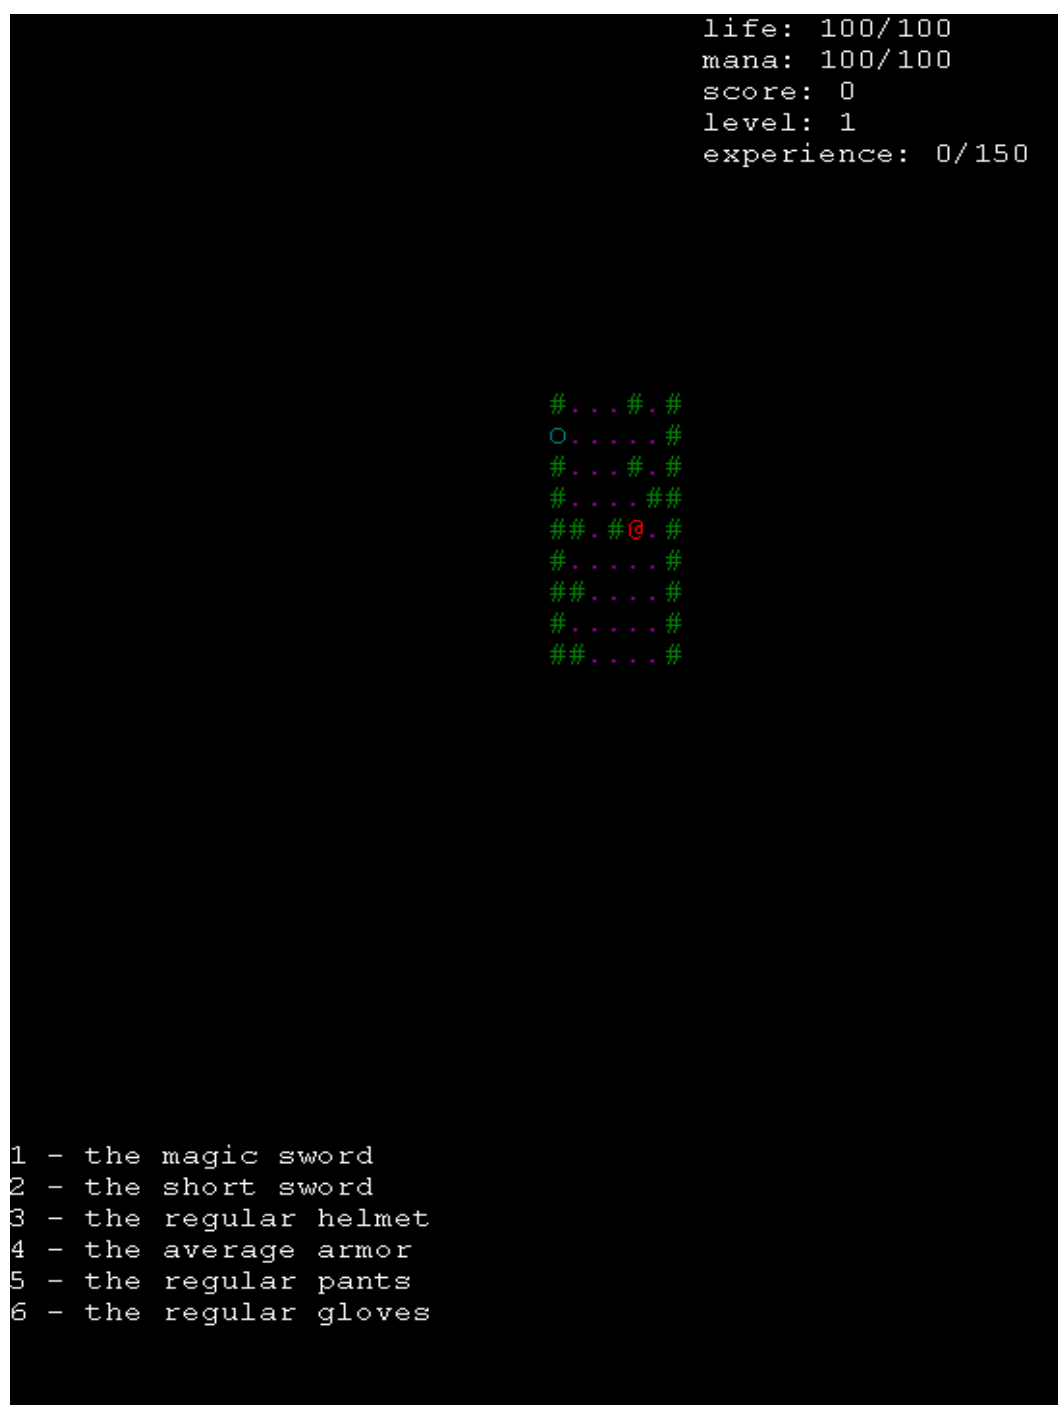 life: 100/100
mana: 100/100
score: 0
level: 1
experience: 0/150
#...#.#
O.....#
#...#.#
#....##
##.#@.#
#.....#
##....#
#.....#
##....#
1 - the magic sword
2 - the short sword
3 - the regular helmet
4 - the average armor
5 - the regular pants
6 - the regular gloves